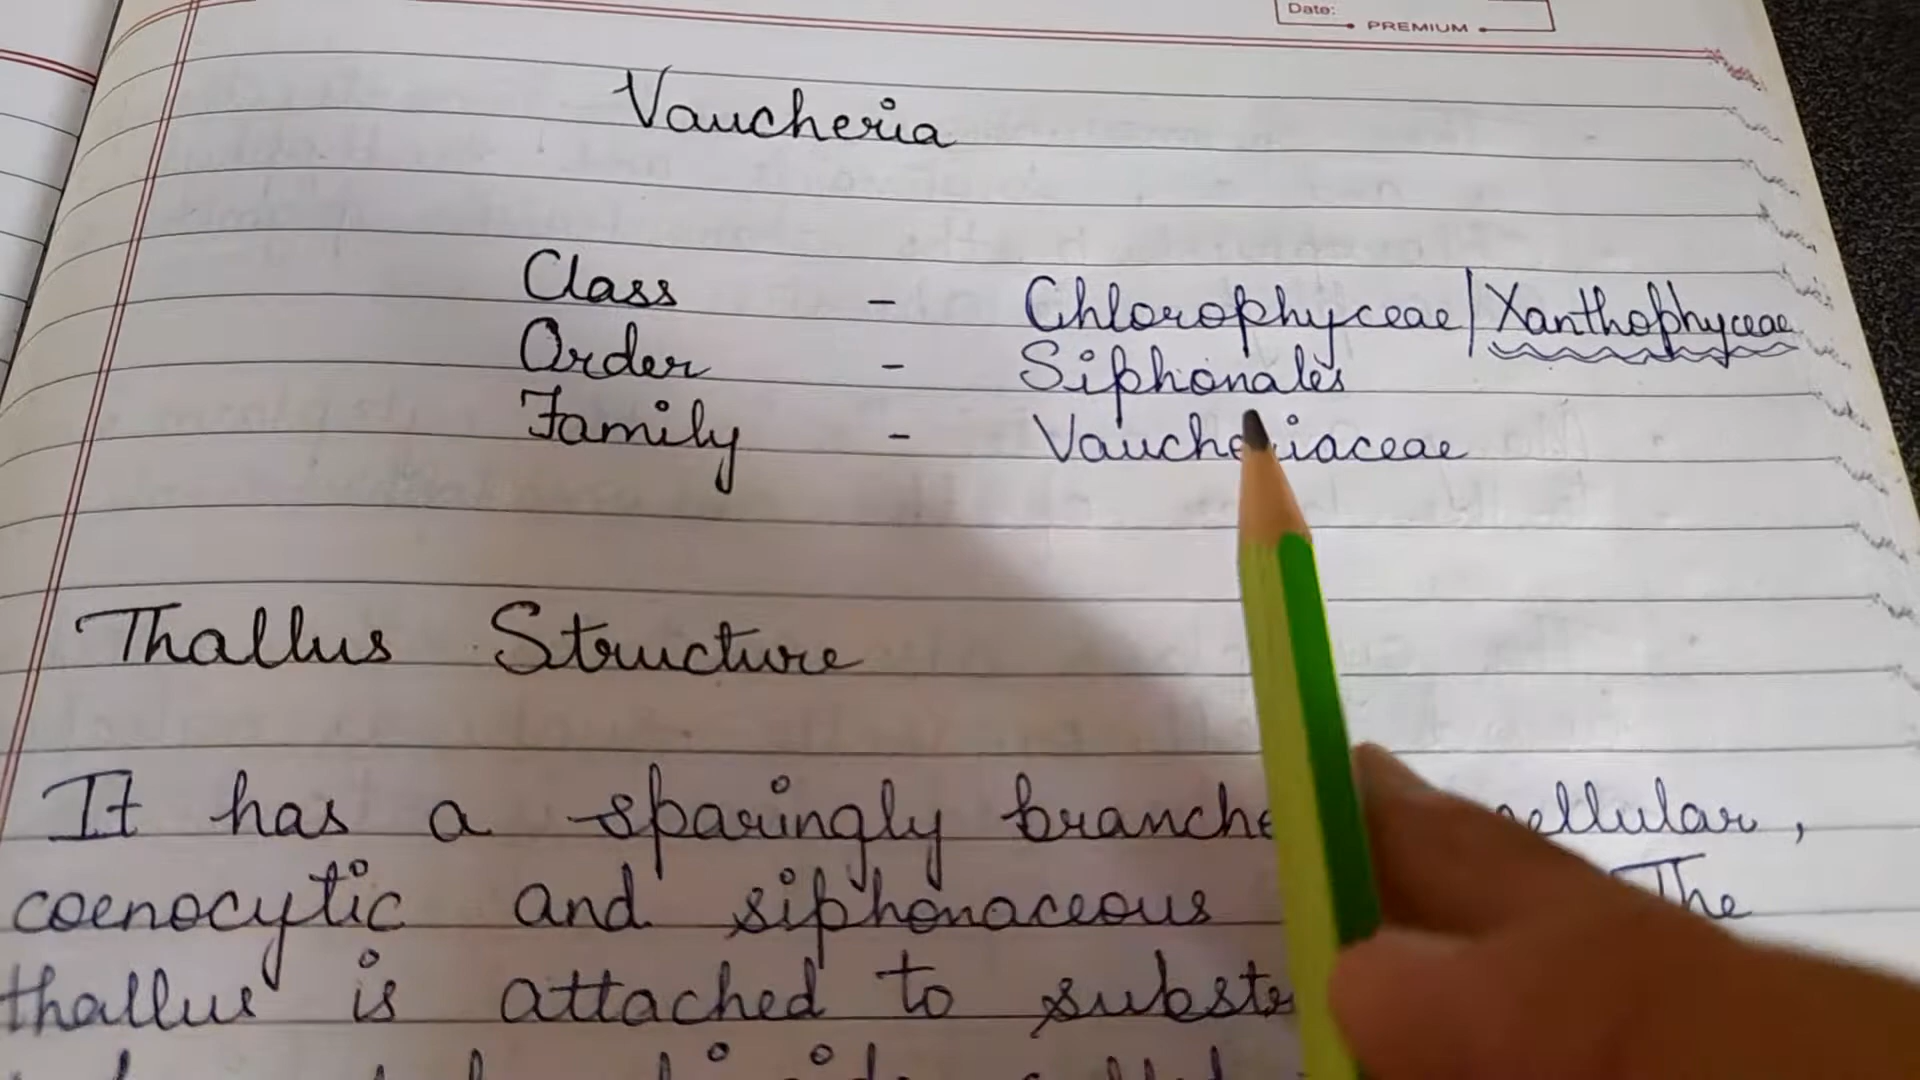 Date:
PREMIUM
Vaucheria
Class - Chlorophyceae/Xanthophyceae
Order - Siphonales
Family - Vaucheriaceae
Thallus Structure
It has a sparingly ,
coenocytic and siphonaceous The
thallus is attached to